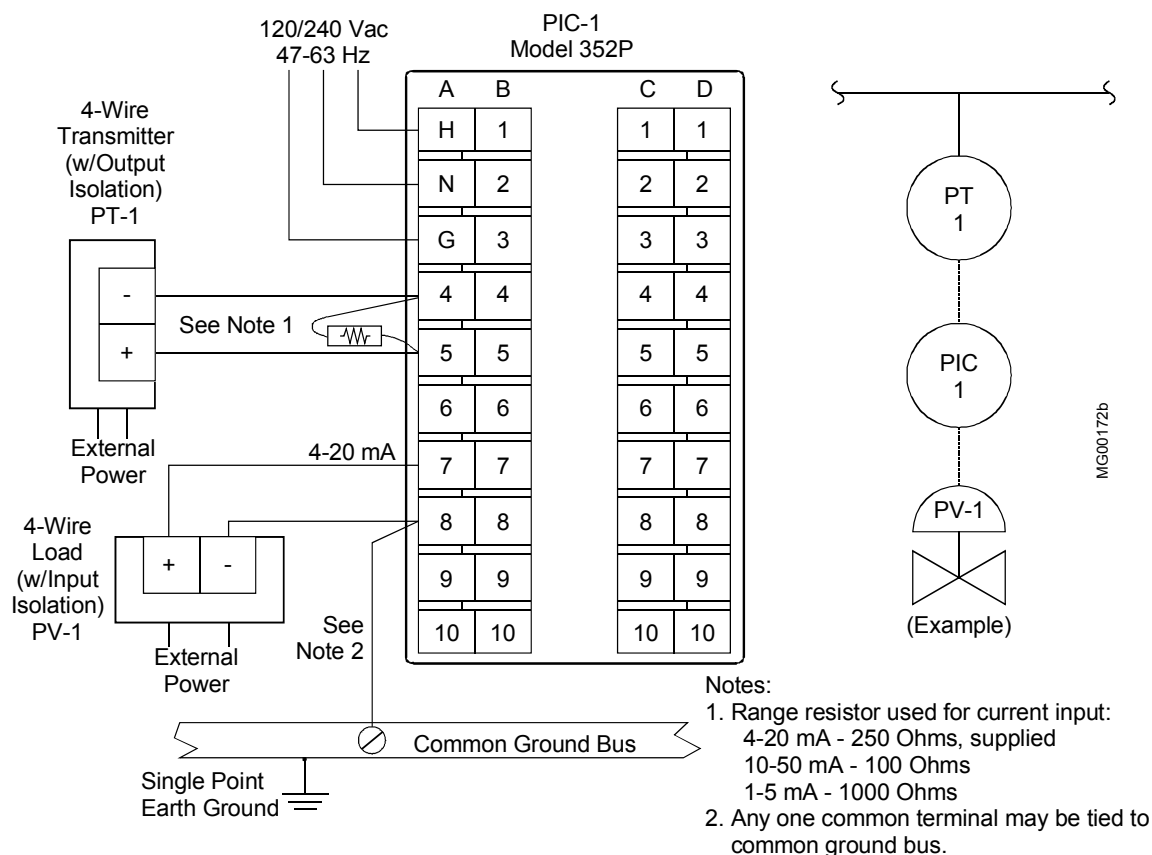 120/240 Vac
47-63 Hz
PIC-1
Model 352P
A B C D
H 1 1 1
N 2 2 2
G 3 3 3
4 4 4 4
5 5 5 5
6 6 6 6
7 7 7 7
8 8 8 8
9 9 9 9
10 10 10 10
4-Wire
Transmitter
(w/Output
Isolation)
PT-1
-
+
See Note 1
External
Power
4-20 mA
4-Wire
Load
(w/Input
Isolation)
PV-1
+ -
External
Power
See
Note 2
Common Ground Bus
Single Point
Earth Ground
PT
1
PIC
1
PV-1
(Example)
MG00172b
Notes:
1. Range resistor used for current input:
4-20 mA - 250 Ohms, supplied
10-50 mA - 100 Ohms
1-5 mA - 1000 Ohms
2. Any one common terminal may be tied to
common ground bus.